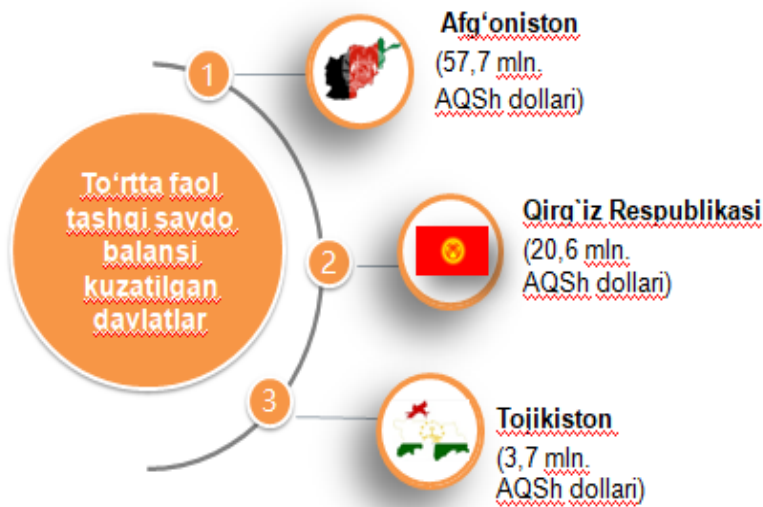 To‘rtta faol
tashqi savdo
balansi
kuzatilgan
davlatlar
1
Afg‘oniston
(57,7 mln.
AQSh dollari)
2
Qirg`iz Respublikasi
(20,6 mln.
AQSh dollari)
3
Tojikiston
(3,7 mln.
AQSh dollari)